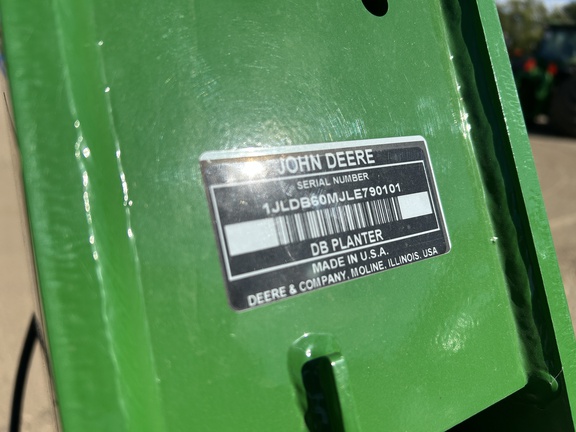 JOHN DEERE
SERIAL NUMBER
1JLDB60MJLE790101
DB PLANTER
MADE IN U.S.A.
DEERE & COMPANY, MOLINE, ILLINOIS, USA